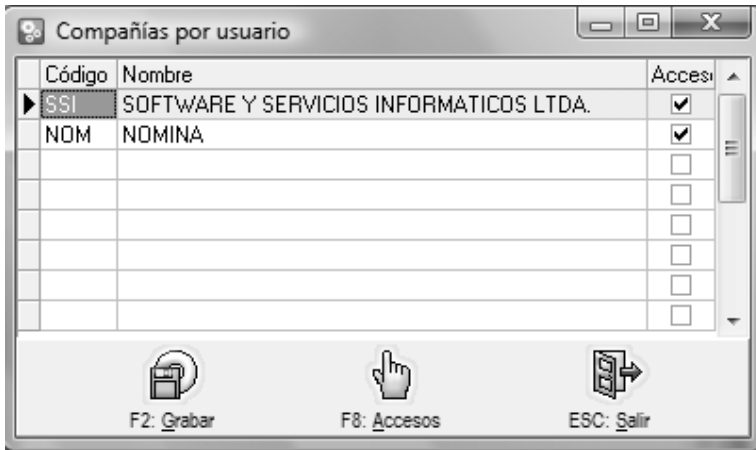 Compañías por usuario
Código Nombre Acces
SSI SOFTWARE Y SERVICIOS INFORMATICOS LTDA.
NOM NOMINA
F2: Grabar F8: Accesos ESC: Salir